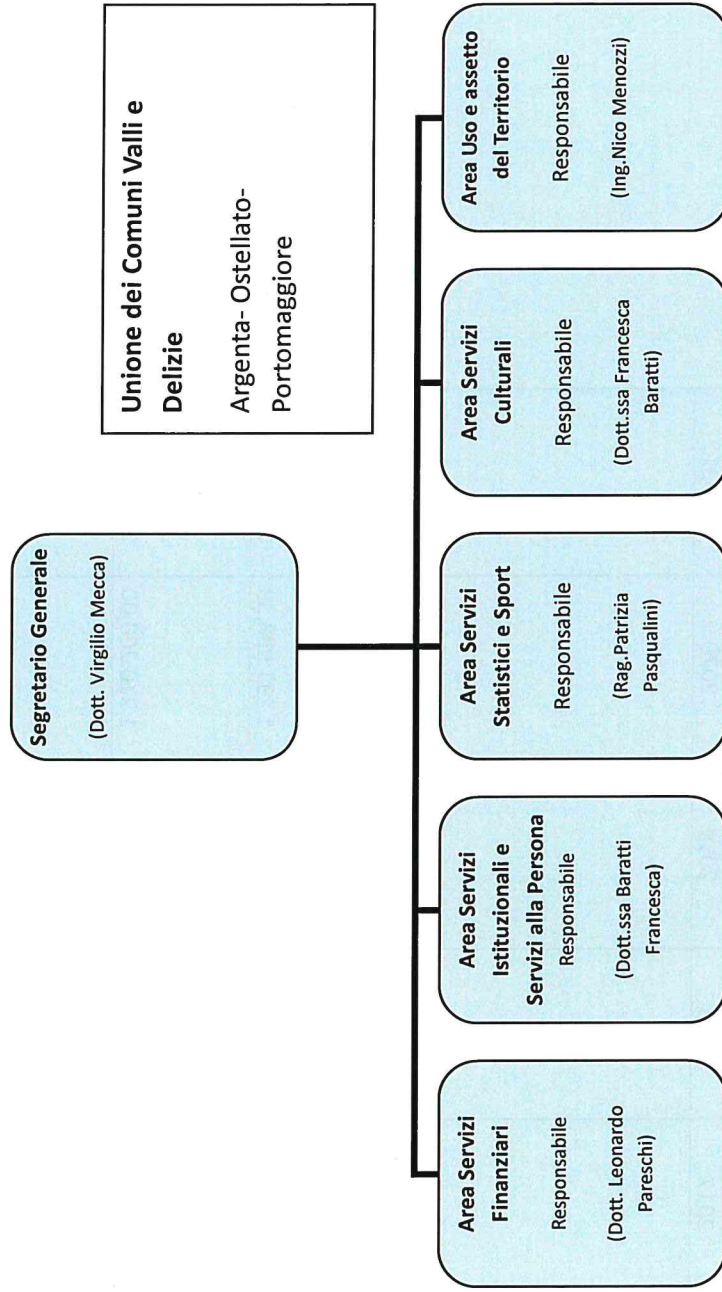 Segretario Generale
(Dott. Virgilio Mecca)
Unione dei Comuni Valli e
Delizie
Argenta- Ostellato-
Portomaggiore
Area Servizi
Finanziari
Responsabile
(Dott. Leonardo
Pareschi)
Area Servizi
Istituzionali e
Servizi alla Persona
Responsabile
(Dott.ssa Baratti
Francesca)
Area Servizi
Statistici e Sport
Responsabile
(Rag.Patrizia
Pasqualini)
Area Servizi
Culturali
Responsabile
(Dott.ssa Francesca
Baratti)
Area Uso e assetto
del Territorio
Responsabile
(Ing.Nico Menozzi)